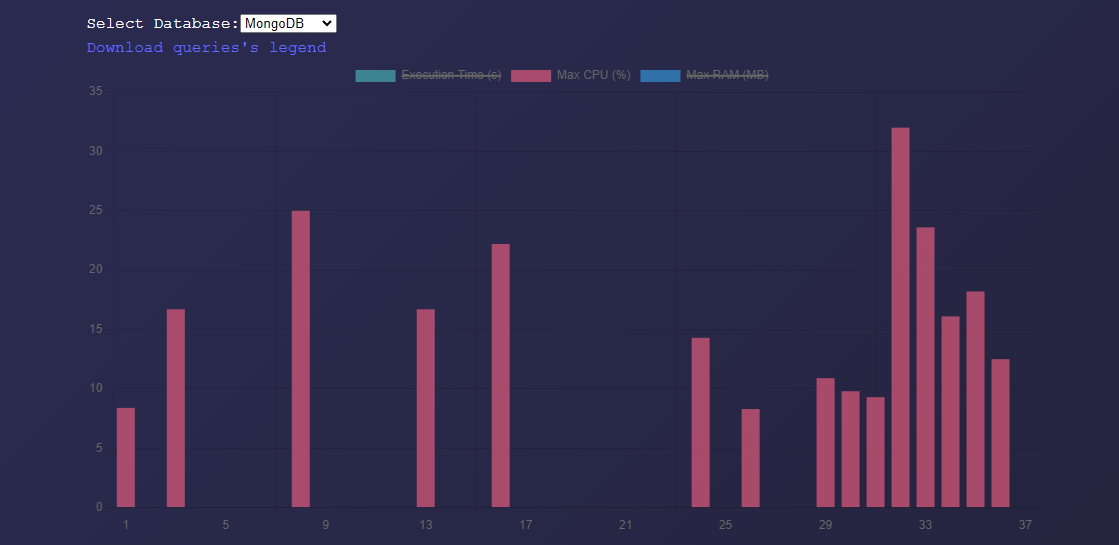 Select Database: MongoDB
Download queries's legend
Execution Time (s) Max CPU (%) Max RAM (MB)
35
30
25
20
15
10
5
0
1 5 9 13 17 21 25 29 33 37